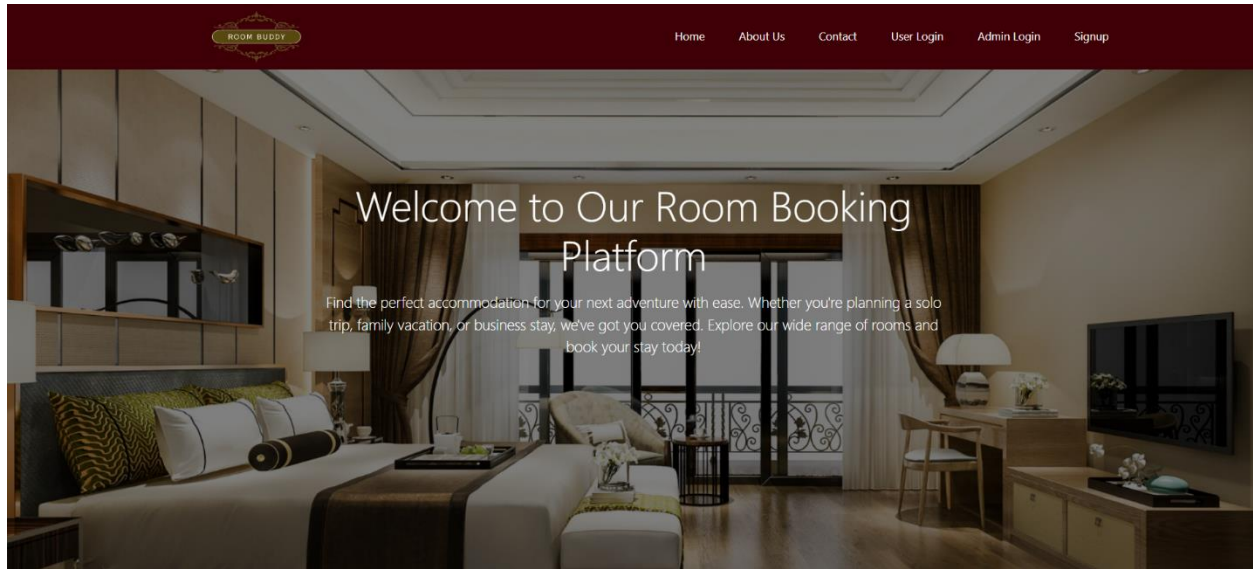 ROOM BUDDY
Home About Us Contact User Login Admin Login Signup
Welcome to Our Room Booking
Platform
Find the perfect accommodation for your next adventure with ease. Whether you're planning a solo
trip, family vacation, or business stay, we've got you covered. Explore our wide range of rooms and
book your stay today!